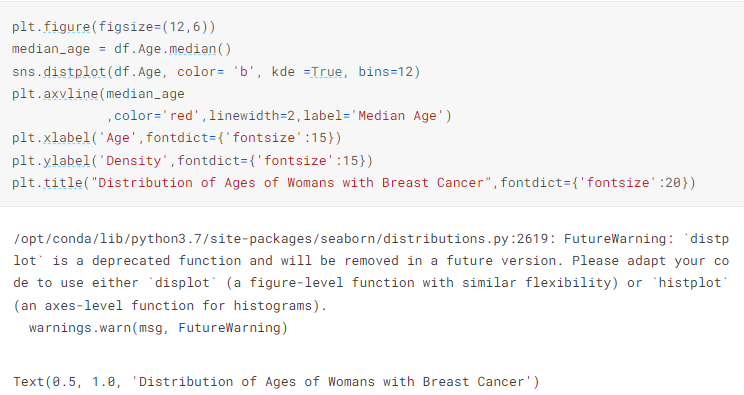 plt.figure(figsize=(12,6))
median_age = df.Age.median()
sns.distplot(df.Age, color= 'b', kde =True, bins=12)
plt.axvline(median_age
            ,color='red',linewidth=2,label='Median Age')
plt.xlabel('Age',fontdict={'fontsize':15})
plt.ylabel('Density',fontdict={'fontsize':15})
plt.title("Distribution of Ages of Womans with Breast Cancer",fontdict={'fontsize':20})
/opt/conda/lib/python3.7/site-packages/seaborn/distributions.py:2619: FutureWarning: `distp
lot` is a deprecated function and will be removed in a future version. Please adapt your co
de to use either `displot` (a figure-level function with similar flexibility) or `histplot`
(an axes-level function for histograms).
  warnings.warn(msg, FutureWarning)
Text(0.5, 1.0, 'Distribution of Ages of Womans with Breast Cancer')